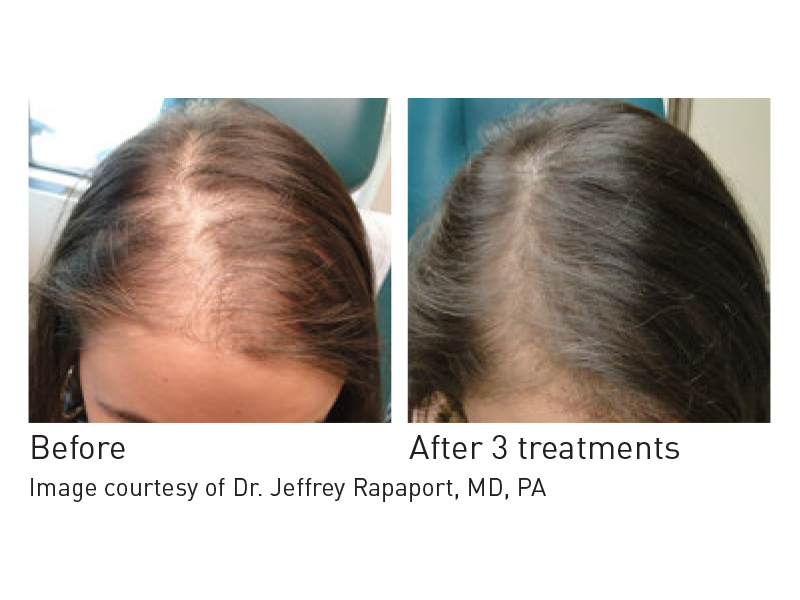 Before
After 3 treatments
Image courtesy of Dr. Jeffrey Rapaport, MD, PA